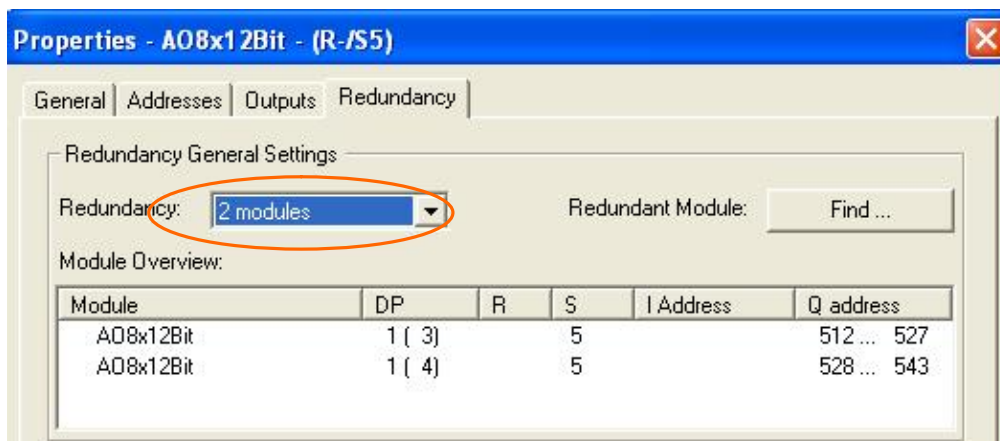 Properties - AO8x12Bit - (R-/S5)
General Addresses Outputs Redundancy
Redundancy General Settings
Redundancy: 2 modules Redundant Module: Find ...
Module Overview:
Module DP R S I Address Q address
AO8x12Bit 1 ( 3) 5 512 ... 527
AO8x12Bit 1 ( 4) 5 528 ... 543